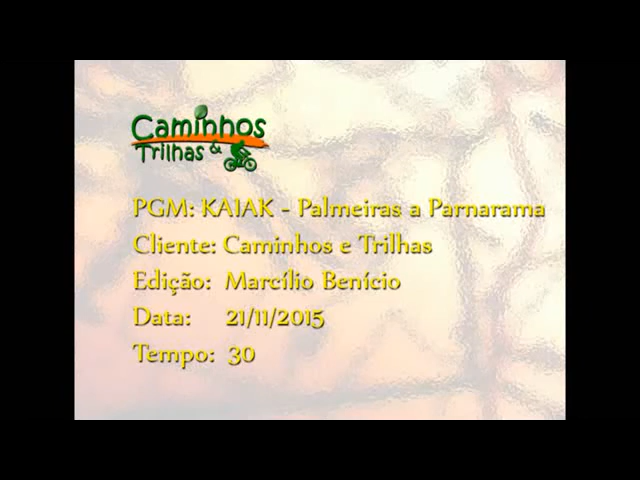 Caminhos
Trilhas &
PGM: KAIAK - Palmeiras a Parnarama
Cliente: Caminhos e Trilhas
Edição: Marcílio Benício
Data: 21/11/2015
Tempo: 30